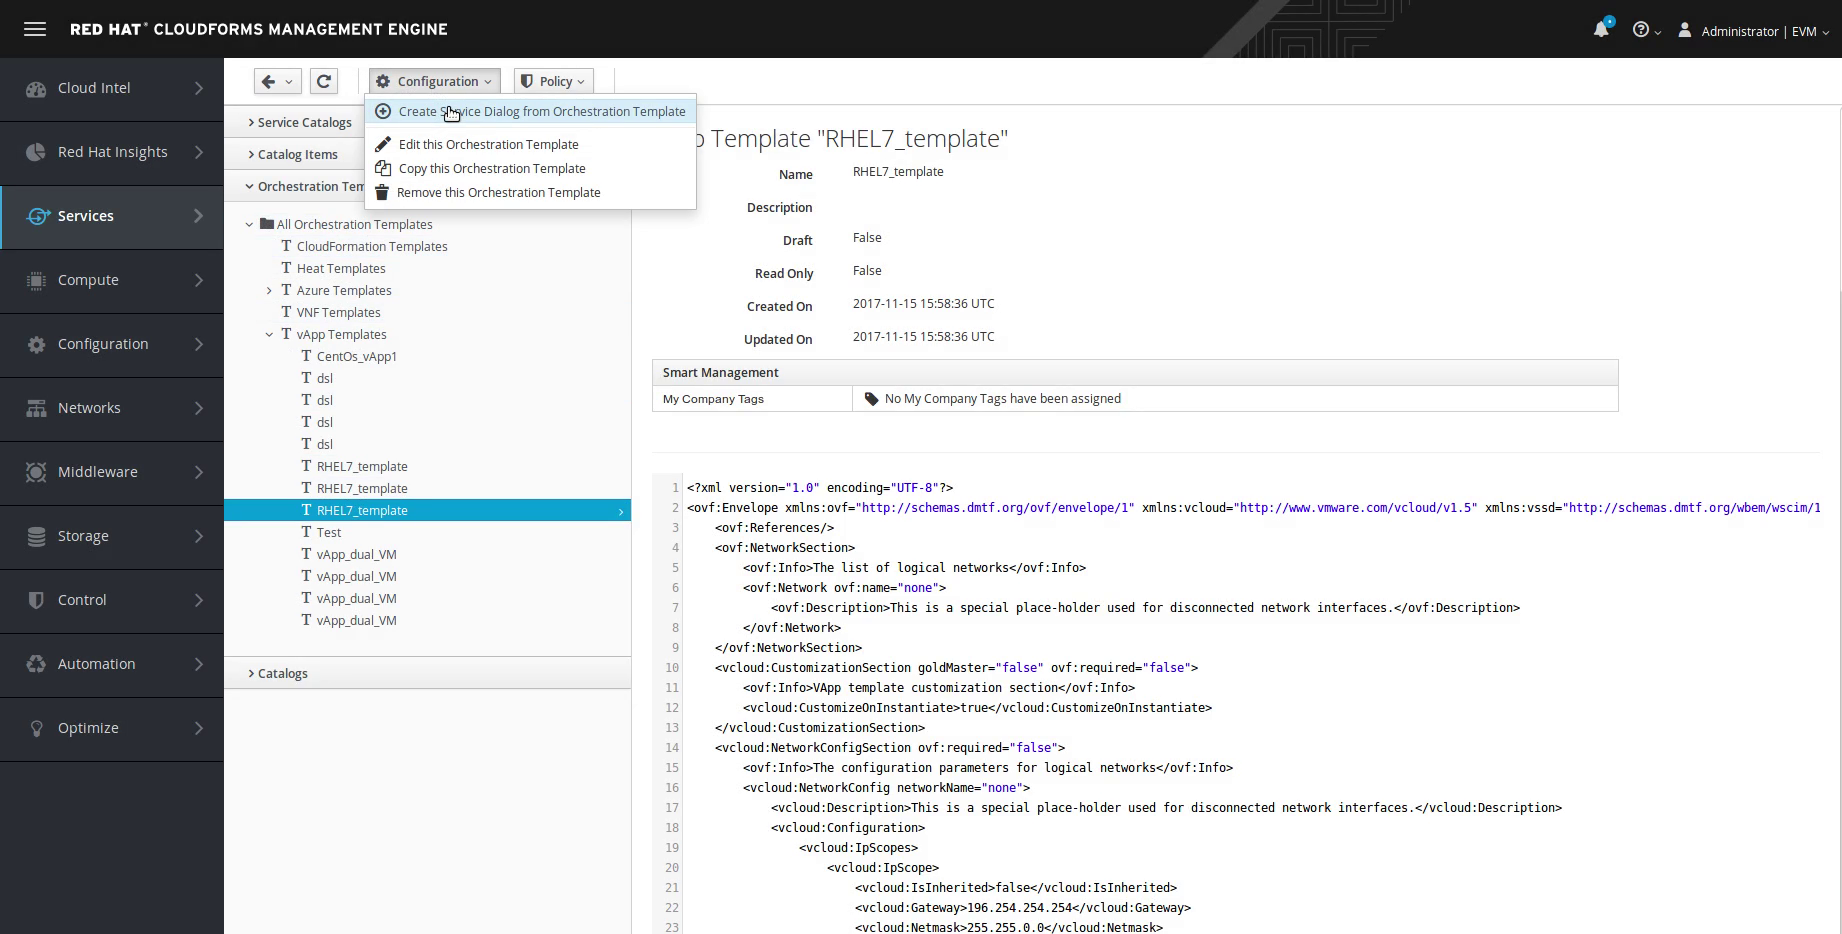 RED HAT® CLOUDFORMS MANAGEMENT ENGINE
Administrator | EVM
Cloud Intel
Red Hat Insights
Services
Compute
Configuration
Networks
Middleware
Storage
Control
Automation
Optimize
Configuration
Policy
Create Service Dialog from Orchestration Template
Edit this Orchestration Template
Copy this Orchestration Template
Remove this Orchestration Template
Service Catalogs
Catalog Items
Orchestration Tem
All Orchestration Templates
T CloudFormation Templates
T Heat Templates
T Azure Templates
T VNF Templates
T vApp Templates
T CentOs_vApp1
T dsl
T dsl
T dsl
T dsl
T RHEL7_template
T RHEL7_template
T RHEL7_template
T Test
T vApp_dual_VM
T vApp_dual_VM
T vApp_dual_VM
T vApp_dual_VM
Catalogs
p Template "RHEL7_template"
Name RHEL7_template
Description
Draft False
Read Only False
Created On 2017-11-15 15:58:36 UTC
Updated On 2017-11-15 15:58:36 UTC
Smart Management
My Company Tags No My Company Tags have been assigned
1 <?xml version="1.0" encoding="UTF-8"?>
2 <ovf:Envelope xmlns:ovf="http://schemas.dmtf.org/ovf/envelope/1" xmlns:vcloud="http://www.vmware.com/vcloud/v1.5" xmlns:vssd="http://schemas.dmtf.org/wbem/wscim/1
3 <ovf:References/>
4 <ovf:NetworkSection>
5 <ovf:Info>The list of logical networks</ovf:Info>
6 <ovf:Network ovf:name="none">
7 <ovf:Description>This is a special place-holder used for disconnected network interfaces.</ovf:Description>
8 </ovf:Network>
9 </ovf:NetworkSection>
10 <vcloud:CustomizationSection goldMaster="false" ovf:required="false">
11 <ovf:Info>VApp template customization section</ovf:Info>
12 <vcloud:CustomizeOnInstantiate>true</vcloud:CustomizeOnInstantiate>
13 </vcloud:CustomizationSection>
14 <vcloud:NetworkConfigSection ovf:required="false">
15 <ovf:Info>The configuration parameters for logical networks</ovf:Info>
16 <vcloud:NetworkConfig networkName="none">
17 <vcloud:Description>This is a special place-holder used for disconnected network interfaces.</vcloud:Description>
18 <vcloud:Configuration>
19 <vcloud:IpScopes>
20 <vcloud:IpScope>
21 <vcloud:IsInherited>false</vcloud:IsInherited>
22 <vcloud:Gateway>196.254.254.254</vcloud:Gateway>
23 <vcloud:Netmask>255.255.0.0</vcloud:Netmask>